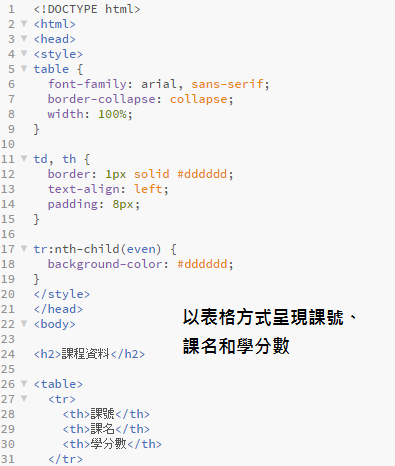 1 <!DOCTYPE html>
2 <html>
3 <head>
4 <style>
5 table {
6   font-family: arial, sans-serif;
7   border-collapse: collapse;
8   width: 100%;
9 }
10
11 td, th {
12   border: 1px solid #dddddd;
13   text-align: left;
14   padding: 8px;
15 }
16
17 tr:nth-child(even) {
18   background-color: #dddddd;
19 }
20 </style>
21 </head>
22 <body>
23
24 <h2>課程資料</h2>
25
26 <table>
27   <tr>
28     <th>課號</th>
29     <th>課名</th>
30     <th>學分數</th>
31   </tr>
以表格方式呈現課號、
課名和學分數